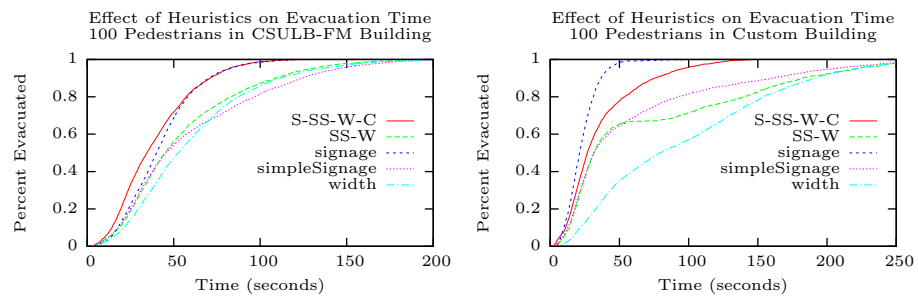 Effect of Heuristics on Evacuation Time
100 Pedestrians in CSULB-FM Building
Percent Evacuated
1
0.8
0.6
0.4
0.2
0
S-SS-W-C
SS-W
signage
simpleSignage
width
0 50 100 150 200
Time (seconds)
Effect of Heuristics on Evacuation Time
100 Pedestrians in Custom Building
Percent Evacuated
1
0.8
0.6
0.4
0.2
0
S-SS-W-C
SS-W
signage
simpleSignage
width
0 50 100 150 200 250
Time (seconds)